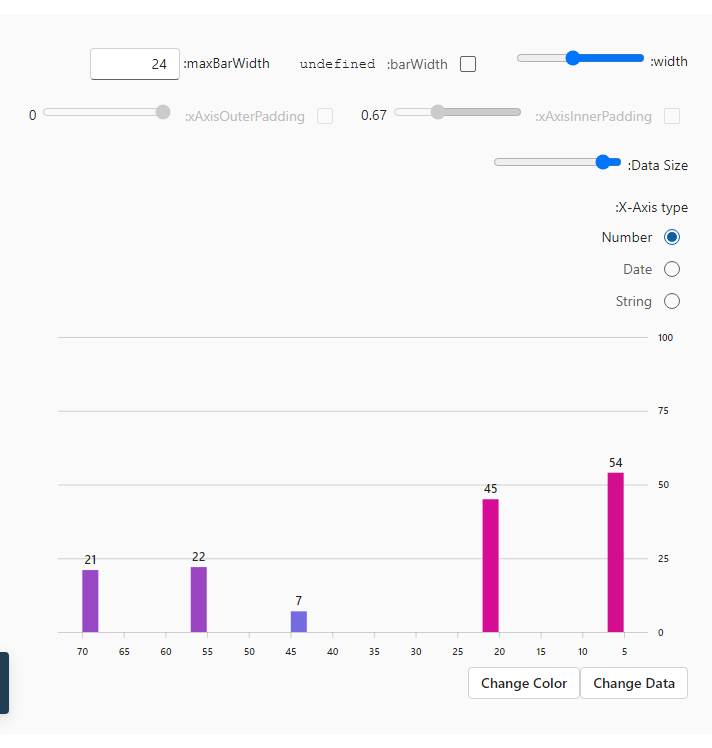 width:
barWidth: undefined
maxBarWidth: 24
xAxisInnerPadding: 0.67
xAxisOuterPadding: 0
Data Size:
X-Axis type:
Number
Date
String
100
75
50
25
0
54
45
7
22
21
70 65 60 55 50 45 40 35 30 25 20 15 10 5
Change Color Change Data